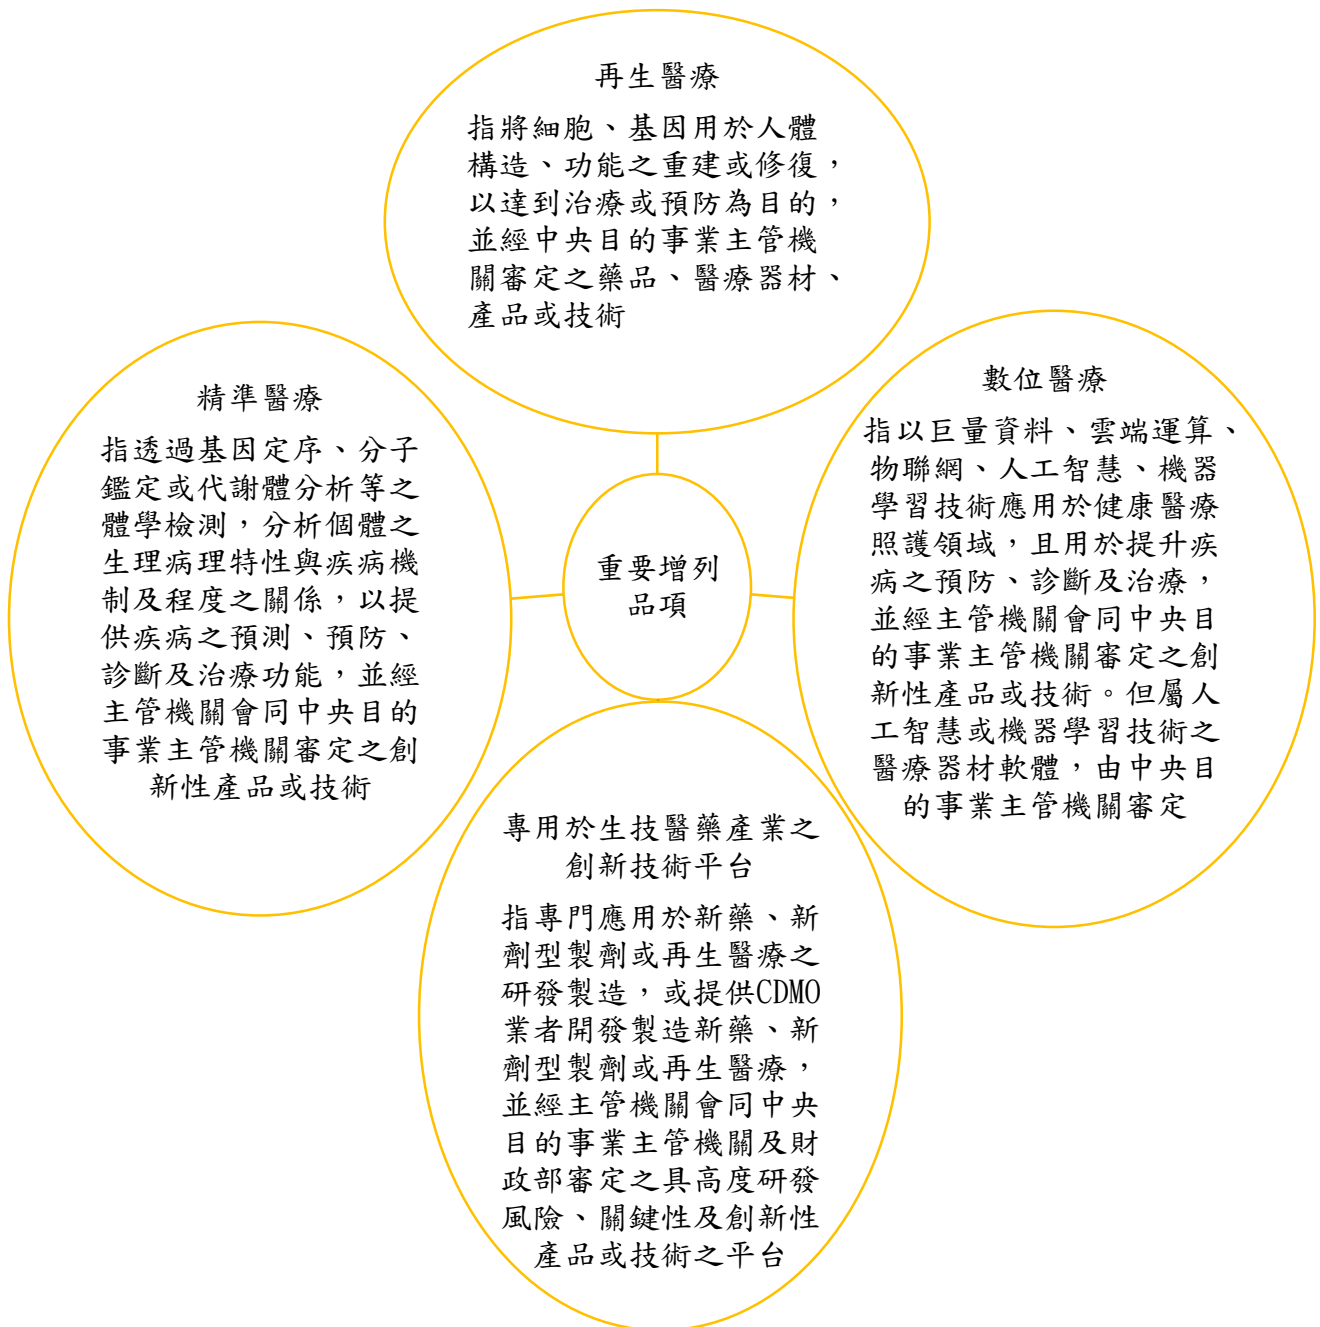 再生醫療
指將細胞、基因用於人體
構造、功能之重建或修復，
以達到治療或預防為目的，
並經中央目的事業主管機
關審定之藥品、醫療器材、
產品或技術
精準醫療
指透過基因定序、分子
鑑定或代謝體分析等之
體學檢測，分析個體之
生理病理特性與疾病機
制及程度之關係，以提
供疾病之預測、預防、
診斷及治療功能，並經
主管機關會同中央目的
事業主管機關審定之創
新性產品或技術
重要增列
品項
數位醫療
指以巨量資料、雲端運算、
物聯網、人工智慧、機器
學習技術應用於健康醫療
照護領域，且用於提升疾
病之預防、診斷及治療，
並經主管機關會同中央目
的事業主管機關審定之創
新性產品或技術。但屬人
工智慧或機器學習技術之
醫療器材軟體，由中央目
的事業主管機關審定
專用於生技醫藥產業之
創新技術平台
指專門應用於新藥、新
劑型製劑或再生醫療之
研發製造，或提供CDMO
業者開發製造新藥、新
劑型製劑或再生醫療，
並經主管機關會同中央
目的事業主管機關及財
政部審定之具高度研發
風險、關鍵性及創新性
產品或技術之平台